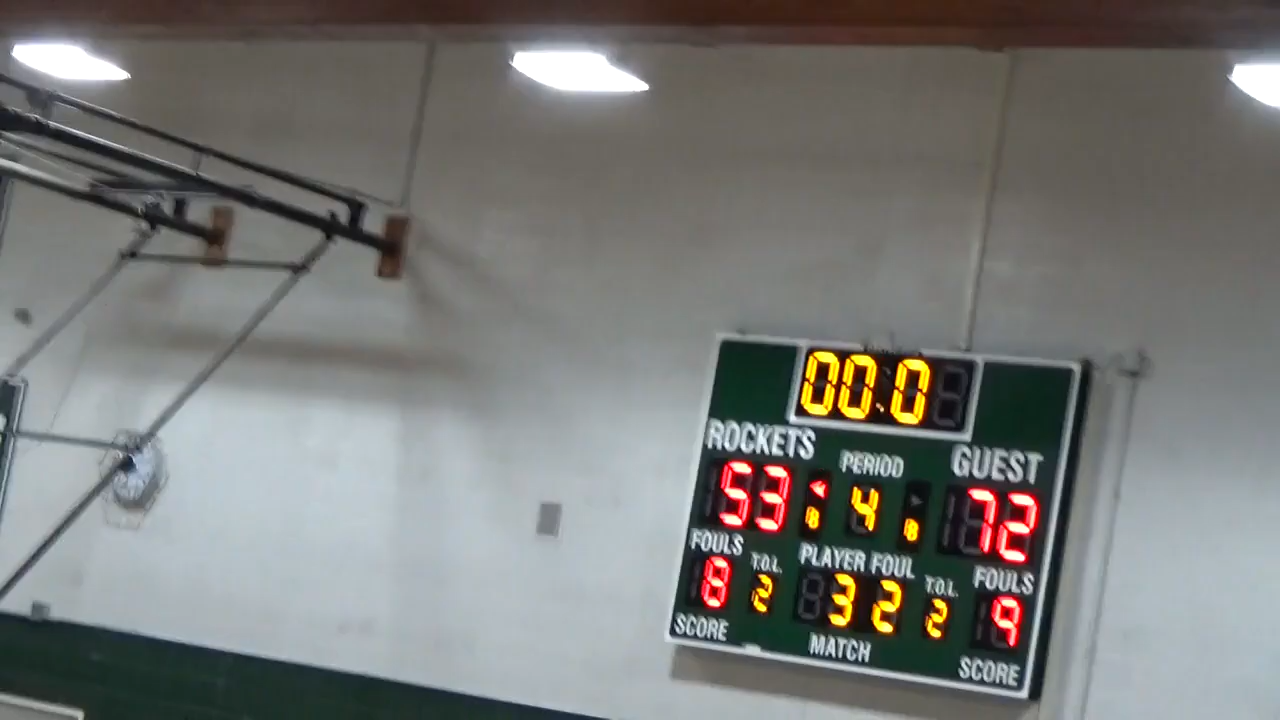 00:0
ROCKETS PERIOD GUEST
53 B 4 B 72
FOULS T.O.L. PLAYER FOUL T.O.L. FOULS
8 2 32 2 9
SCORE MATCH SCORE